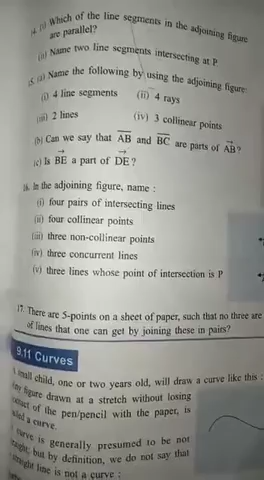 14. (i) Which of the line segments in the adjoining figure
are parallel?
(ii) Name two line segments intersecting at P
15. (a) Name the following by using the adjoining figure:
(i) 4 line segments (ii) 4 rays
(iii) 2 lines (iv) 3 collinear points
(b) Can we say that A̅B̅ and B̅C̅ are parts of A⃗B⃗?
(c) Is B⃗E⃗ a part of D⃗E⃗?
16. In the adjoining figure, name :
(i) four pairs of intersecting lines
(ii) four collinear points
(iii) three non-collinear points
(iv) three concurrent lines
(v) three lines whose point of intersection is P
17. There are 5-points on a sheet of paper, such that no three are
of lines that one can get by joining these in pairs?
9.11 Curves
small child, one or two years old, will draw a curve like this :
figure drawn at a stretch without losing
of the pen/pencil with the paper, is
a curve.
curve is generally presumed to be not
but by definition, we do not say that
straight line is not a curve :